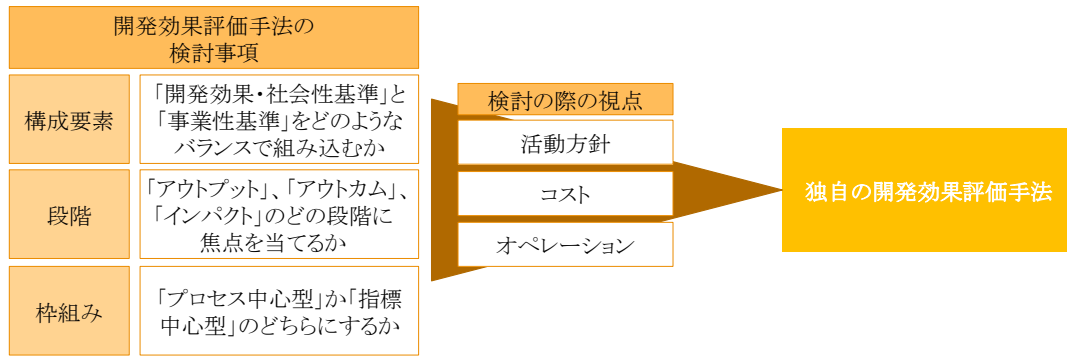 開発効果評価手法の
検討事項
構成要素
「開発効果・社会性基準」と
「事業性基準」をどのような
バランスで組み込むか
段階
「アウトプット」、「アウトカム」、
「インパクト」のどの段階に
焦点を当てるか
枠組み
「プロセス中心型」か「指標
中心型」のどちらにするか
検討の際の視点
活動方針
コスト
オペレーション
独自の開発効果評価手法